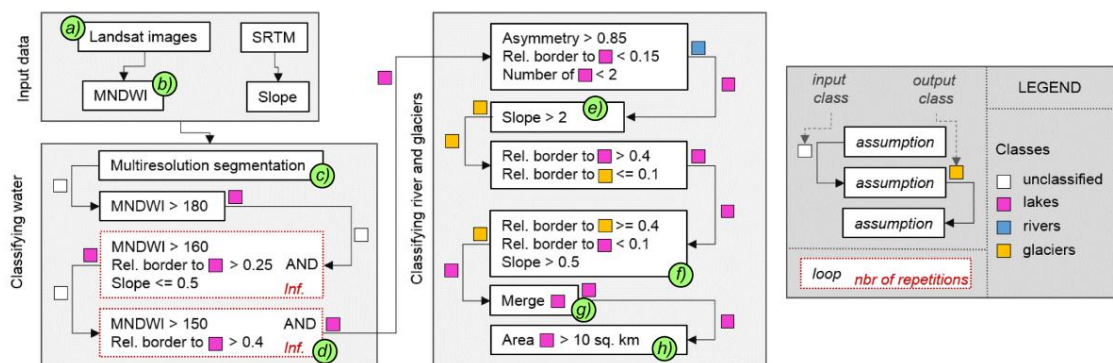 Input data
a)
Landsat images
SRTM
b)
MNDWI
Slope
Classifying water
Multiresolution segmentation
c)
MNDWI > 180
MNDWI > 160
Rel. border to > 0.25 AND
Slope <= 0.5 Inf.
MNDWI > 150 AND
Rel. border to > 0.4 Inf.
d)
Classifying river and glaciers
Asymmetry > 0.85
Rel. border to < 0.15
Number of < 2
e)
Slope > 2
Rel. border to > 0.4
Rel. border to <= 0.1
Rel. border to >= 0.4
Rel. border to < 0.1
Slope > 0.5
f)
Merge
g)
Area > 10 sq. km
h)
input
class
output
class
assumption
assumption
assumption
loop nbr of repetitions
LEGEND
Classes
unclassified
lakes
rivers
glaciers